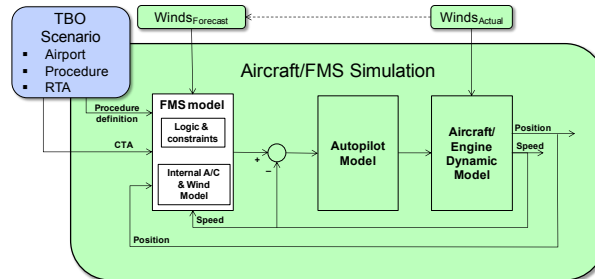 TBO
Scenario
▪ Airport
▪ Procedure
▪ RTA
WindsForecast
WindsActual
Aircraft/FMS Simulation
Procedure
definition
CTA
FMS model
Logic &
constraints
Internal A/C
& Wind
Model
+
−
Autopilot
Model
Aircraft/
Engine
Dynamic
Model
Position
Speed
Speed
Position